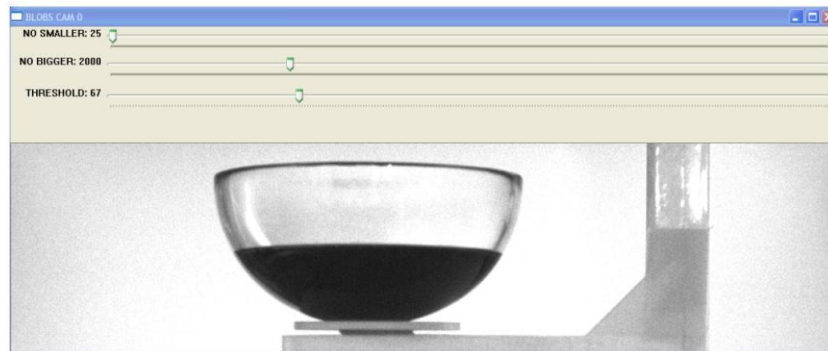 BLOBS CAM 0
NO SMALLER: 25
NO BIGGER: 2000
THRESHOLD: 67